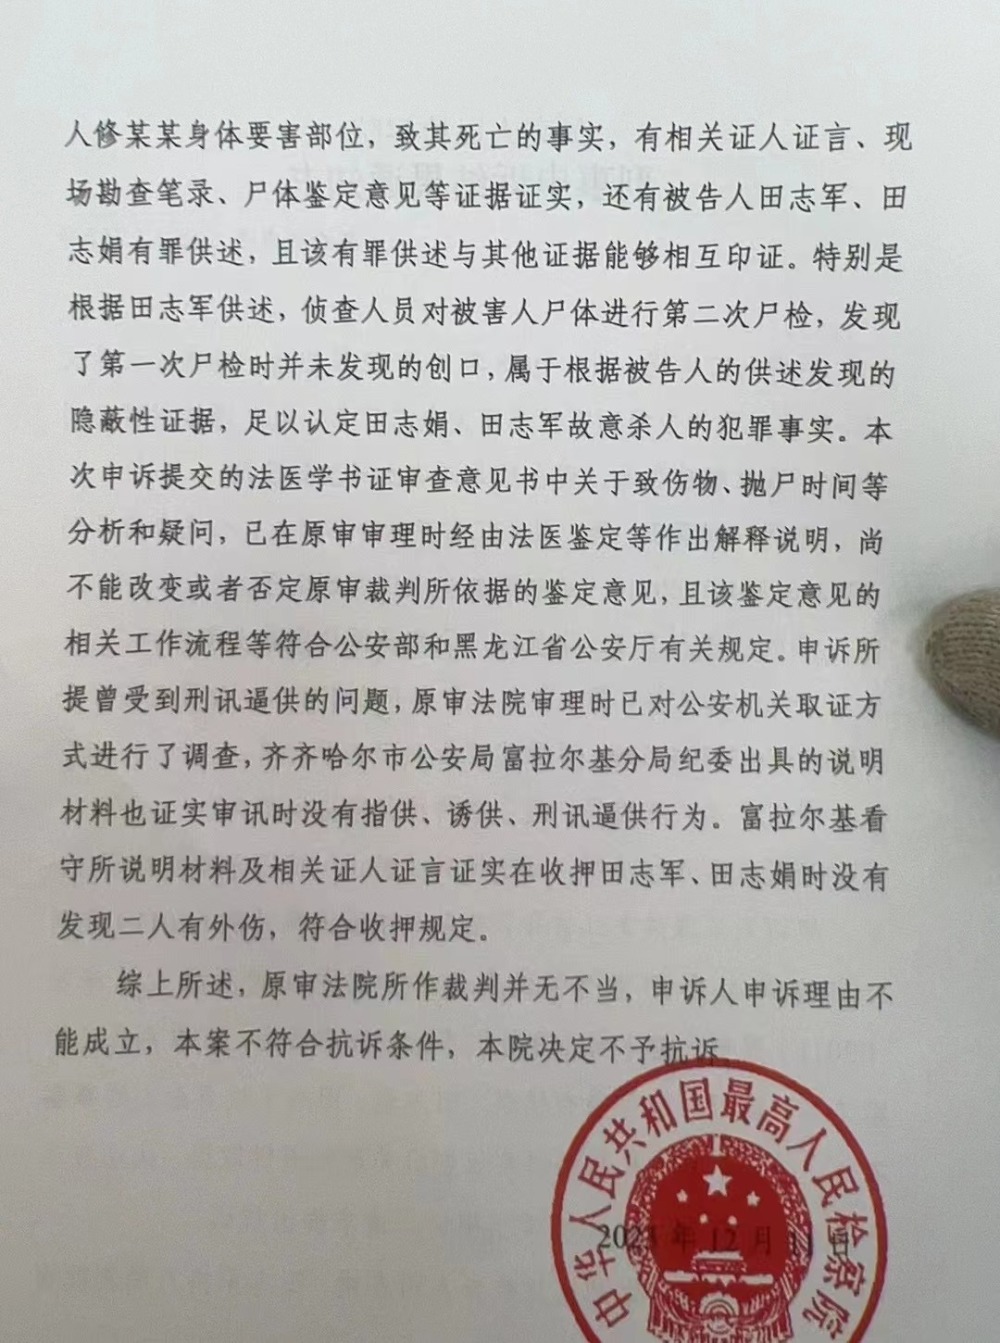 人修某某身体要害部位，致其死亡的事实，有相关证人证言、现
场勘查笔录、尸体鉴定意见等证据证实，还有被告人田志军、田
志娟有罪供述，且该有罪供述与其他证据能够相互印证。特别是
根据田志军供述，侦查人员对被害人尸体进行第二次尸检，发现
了第一次尸检时并未发现的创口，属于根据被告人的供述发现的
隐蔽性证据，足以认定田志娟、田志军故意杀人的犯罪事实。本
次申诉提交的法医学书证审查意见书中关于致伤物、抛尸时间等
分析和疑问，已在原审审理时经由法医鉴定等作出解释说明，尚
不能改变或者否定原审裁判所依据的鉴定意见，且该鉴定意见的
相关工作流程等符合公安部和黑龙江省公安厅有关规定。申诉所
提曾受到刑讯逼供的问题，原审法院审理时已对公安机关取证方
式进行了调查，齐齐哈尔市公安局富拉尔基分局纪委出具的说明
材料也证实审讯时没有指供、诱供、刑讯逼供行为。富拉尔基看
守所说明材料及相关证人证言证实在收押田志军、田志娟时没有
发现二人有外伤，符合收押规定。
综上所述，原审法院所作裁判并无不当，申诉人申诉理由不
能成立，本案不符合抗诉条件，本院决定不予抗诉
中华人民共和国最高人民检察院
年12月11日